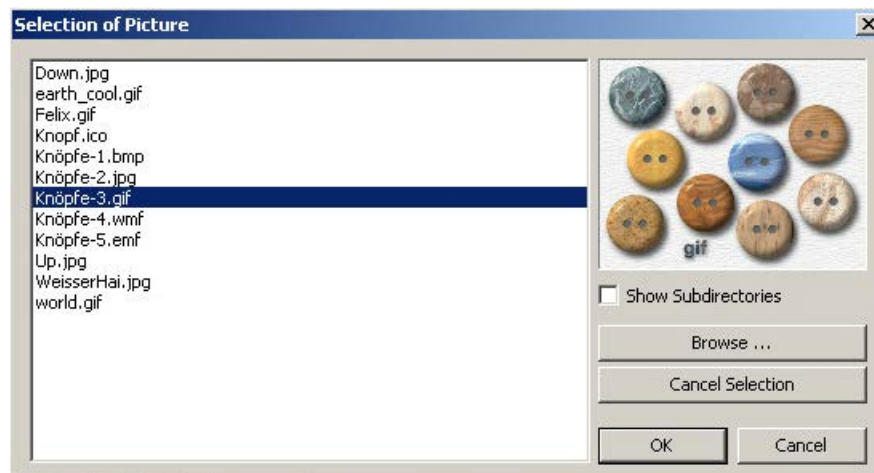 Selection of Picture
Down.jpg
earth_cool.gif
Felix.gif
Knopf.ico
Knöpfe-1.bmp
Knöpfe-2.jpg
Knöpfe-3.gif
Knöpfe-4.wmf
Knöpfe-5.emf
Up.jpg
WeisserHai.jpg
world.gif
gif
Show Subdirectories
Browse ...
Cancel Selection
OK
Cancel